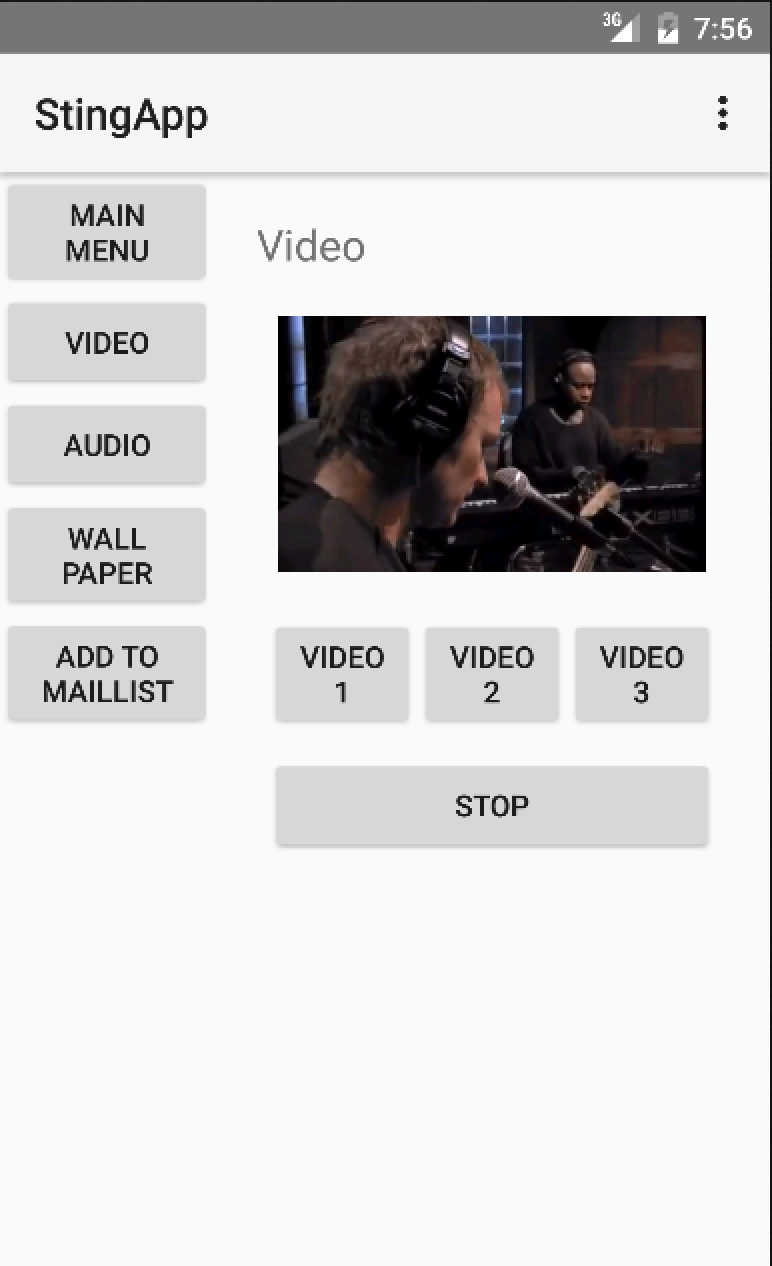 3G 7:56
StingApp
MAIN
MENU
VIDEO
AUDIO
WALL
PAPER
ADD TO
MAILLIST
Video
VIDEO
1
VIDEO
2
VIDEO
3
STOP